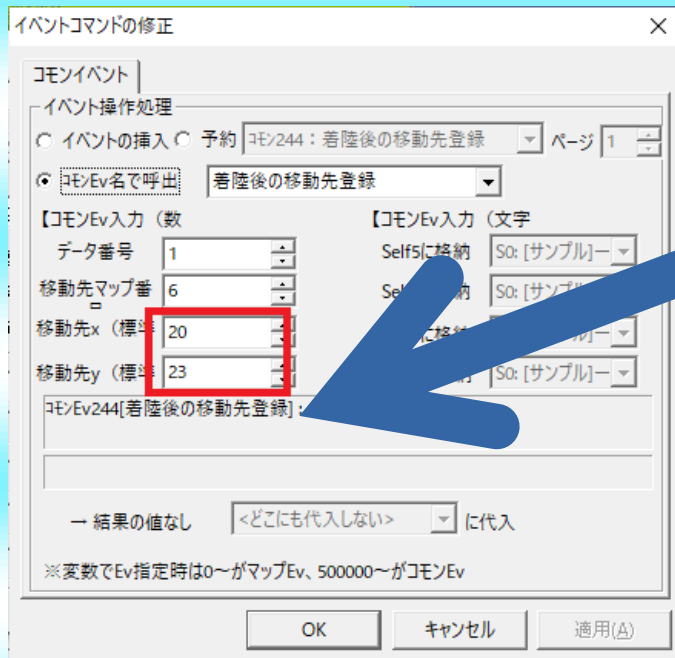 イベントコマンドの修正
コモンイベント
イベント操作処理
イベントの挿入 予約 ｺﾓﾝ244：着陸後の移動先登録 ページ 1
ｺﾓﾝEv名で呼出 着陸後の移動先登録
【コモンEv入力（数 【コモンEv入力（文字
データ番号 1 Self5に格納 S0: [サンプル]ー
移動先マップ番 6 Se 納 S0: [サンプル]ー
移動先x（標準 20 に格納
移動先y（標準 23 S0: [サンプル]ー
ｺﾓﾝEv244[着陸後の移動先登録] :
→ 結果の値なし <どこにも代入しない> に代入
※変数でEv指定時は0～がマップEv、500000～がコモンEv
OK キャンセル 適用(A)